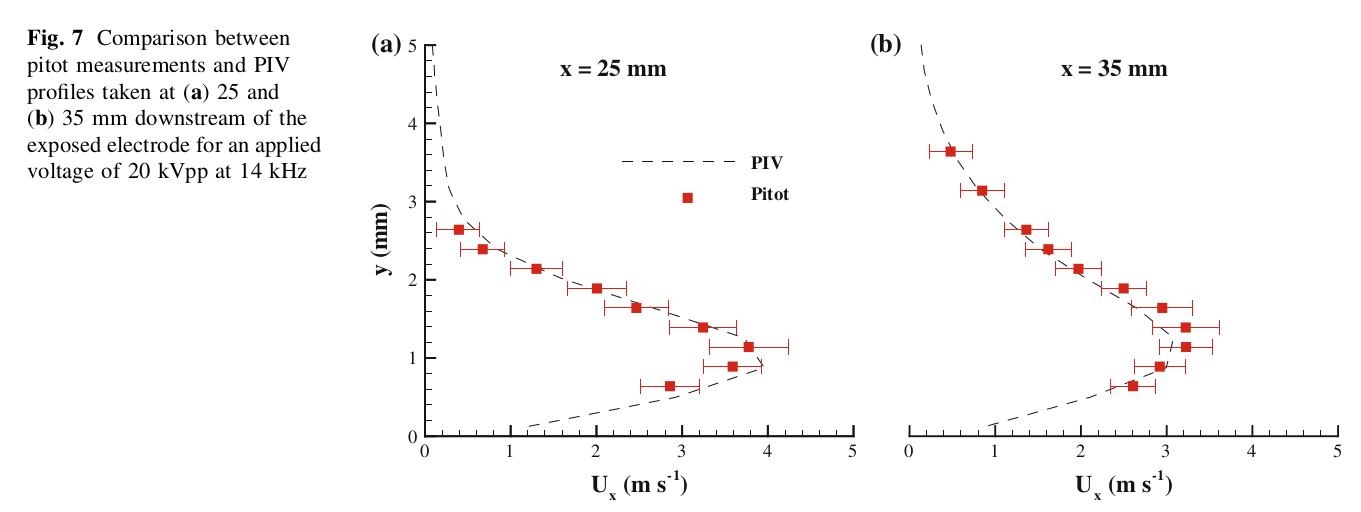 Fig. 7 Comparison between
pitot measurements and PIV
profiles taken at (a) 25 and
(b) 35 mm downstream of the
exposed electrode for an applied
voltage of 20 kVpp at 14 kHz
(a)
x = 25 mm
PIV
Pitot
y (mm)
5
4
3
2
1
0
0 1 2 3 4 5
Ux (m s-1)
(b)
x = 35 mm
0 1 2 3 4 5
Ux (m s-1)